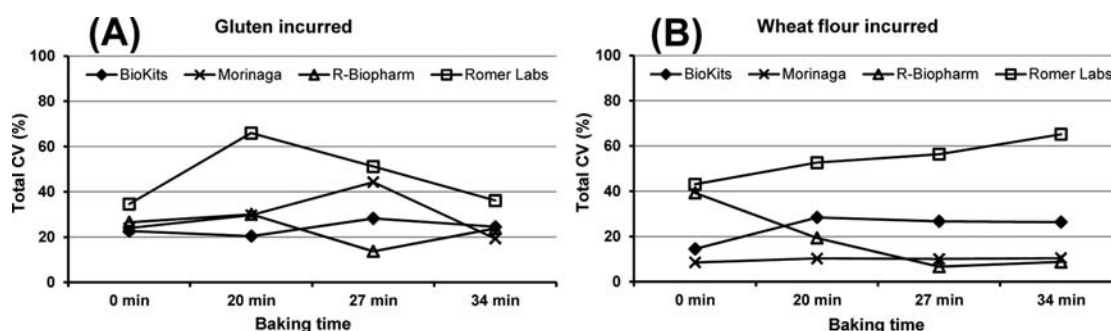 (A)
Gluten incurred
100
80
60
40
20
0
Total CV (%)
BioKits Morinaga R-Biopharm Romer Labs
0 min 20 min 27 min 34 min
Baking time
(B)
Wheat flour incurred
100
80
60
40
20
0
Total CV (%)
BioKits Morinaga R-Biopharm Romer Labs
0 min 20 min 27 min 34 min
Baking time